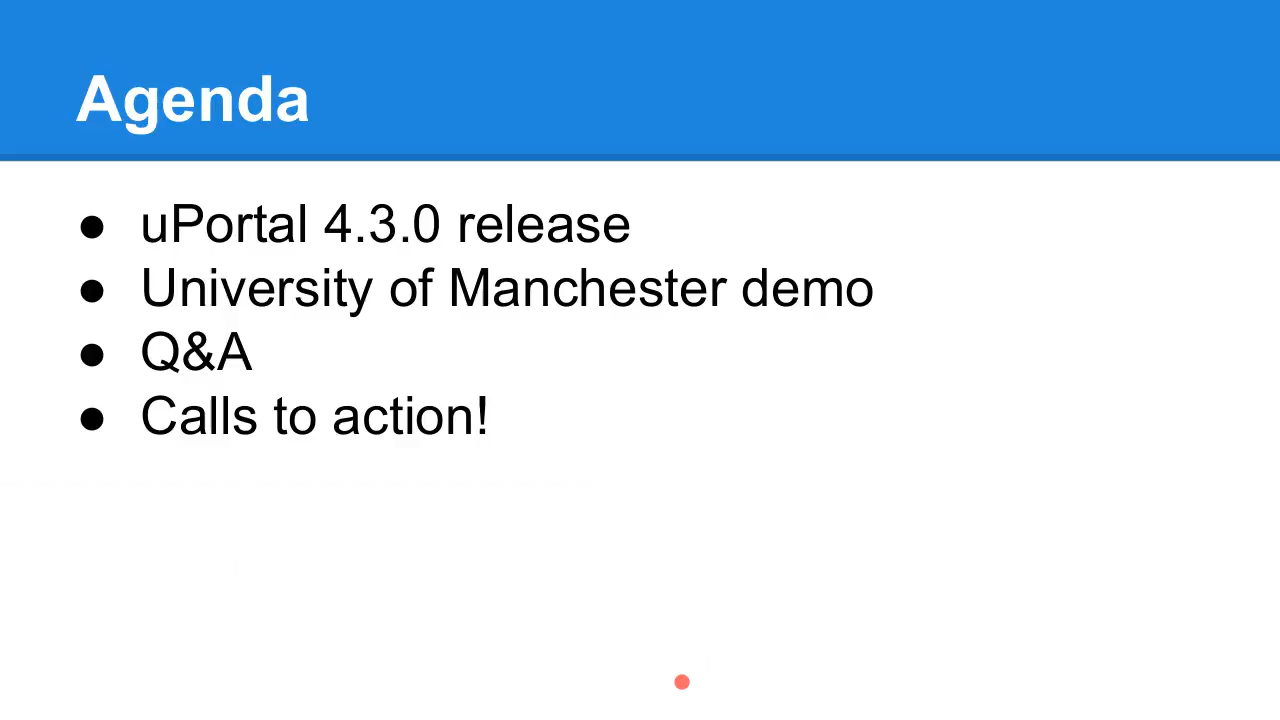 Agenda
● uPortal 4.3.0 release
● University of Manchester demo
● Q&A
● Calls to action!